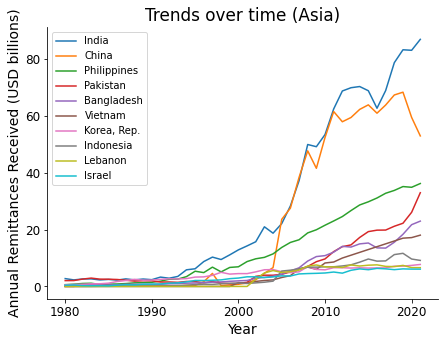 Trends over time (Asia)
Annual Remittances Received (USD billions)
80
60
40
20
0
India
China
Philippines
Pakistan
Bangladesh
Vietnam
Korea, Rep.
Indonesia
Lebanon
Israel
1980 1990 2000 2010 2020
Year